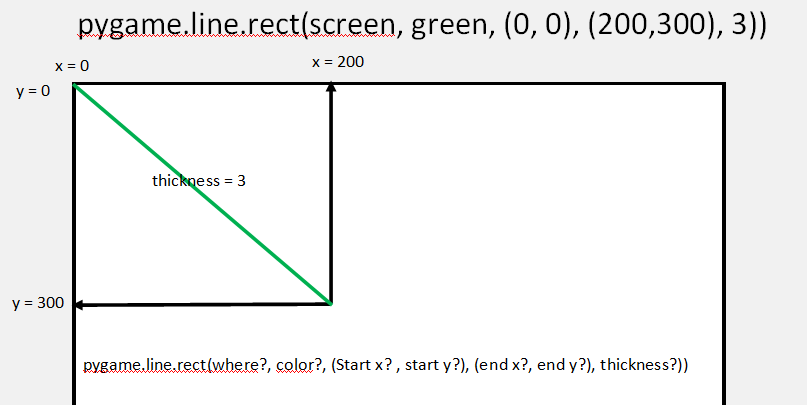 pygame.line.rect(screen, green, (0, 0), (200,300), 3))
x = 0
x = 200
y = 0
thickness = 3
y = 300
pygame.line.rect(where?, color?, (Start x? , start y?), (end x?, end y?), thickness?))